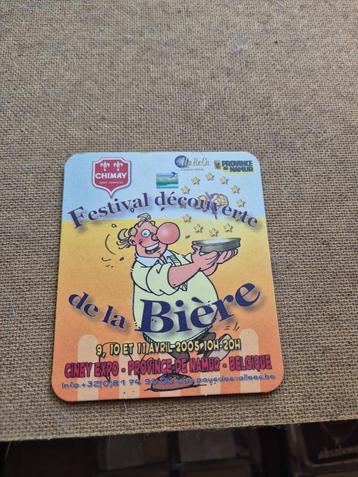 CHIMAY
PROVINCE
DE NAMUR
Festival découverte
de la Bière
9, 10 ET 11 AVRIL 2005 10H-20H
CINEY EXPO - PROVINCE DE NAMUR - BELGIQUE